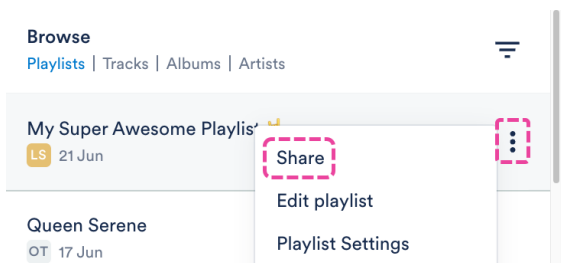 Browse
Playlists | Tracks | Albums | Artists
My Super Awesome Playlist
LS 21 Jun
Share
Edit playlist
Queen Serene
Playlist Settings
OT 17 Jun